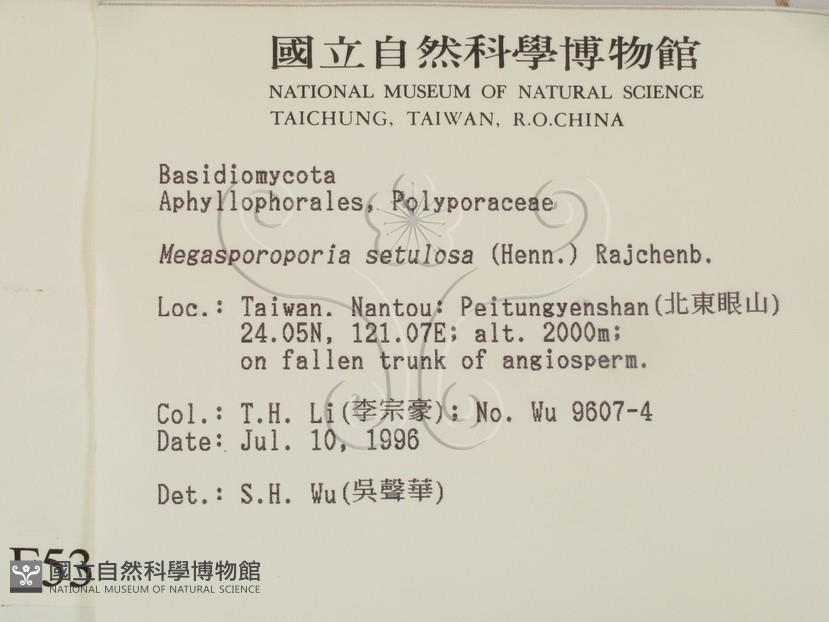 國立自然科學博物館
NATIONAL MUSEUM OF NATURAL SCIENCE
TAICHUNG, TAIWAN, R.O.CHINA
Basidiomycota
Aphyllophorales, Polyporaceae
Megasporoporia setulosa (Henn.) Rajchenb.
Loc.: Taiwan. Nantou: Peitungyenshan(北東眼山)
24.05N, 121.07E; alt. 2000m;
on fallen trunk of angiosperm.
Col.: T.H. Li(李宗豪); No. Wu 9607-4
Date: Jul. 10, 1996
Det.: S.H. Wu(吳聲華)
F53
國立自然科學博物館
NATIONAL MUSEUM OF NATURAL SCIENCE